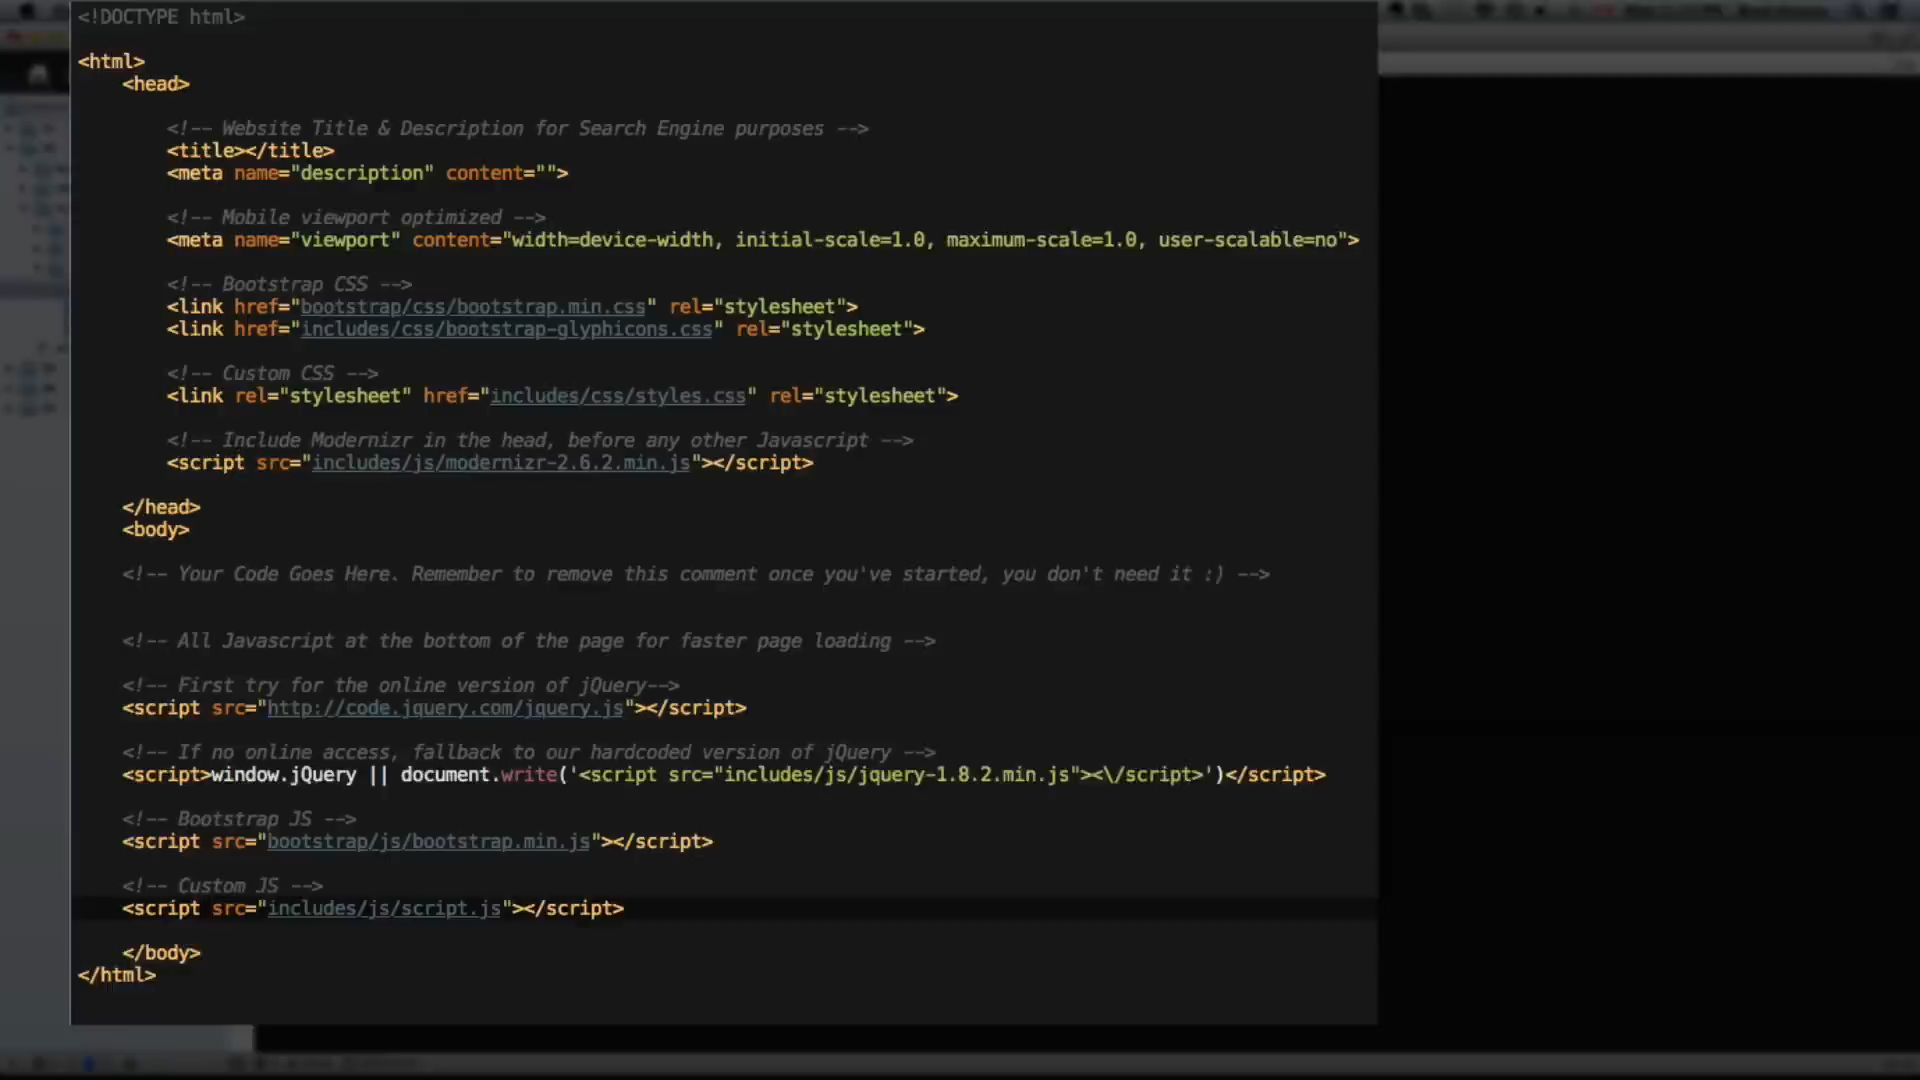 <!DOCTYPE html>
<html>
<head>
<!-- Website Title & Description for Search Engine purposes -->
<title></title>
<meta name="description" content="">
<!-- Mobile viewport optimized -->
<meta name="viewport" content="width=device-width, initial-scale=1.0, maximum-scale=1.0, user-scalable=no">
<!-- Bootstrap CSS -->
<link href="bootstrap/css/bootstrap.min.css" rel="stylesheet">
<link href="includes/css/bootstrap-glyphicons.css" rel="stylesheet">
<!-- Custom CSS -->
<link rel="stylesheet" href="includes/css/styles.css" rel="stylesheet">
<!-- Include Modernizr in the head, before any other Javascript -->
<script src="includes/js/modernizr-2.6.2.min.js"></script>
</head>
<body>
<!-- Your Code Goes Here. Remember to remove this comment once you've started, you don't need it :) -->
<!-- All Javascript at the bottom of the page for faster page loading -->
<!-- First try for the online version of jQuery-->
<script src="http://code.jquery.com/jquery.js"></script>
<!-- If no online access, fallback to our hardcoded version of jQuery -->
<script>window.jQuery || document.write('<script src="includes/js/jquery-1.8.2.min.js"><\/script>')</script>
<!-- Bootstrap JS -->
<script src="bootstrap/js/bootstrap.min.js"></script>
<!-- Custom JS -->
<script src="includes/js/script.js"></script>
</body>
</html>